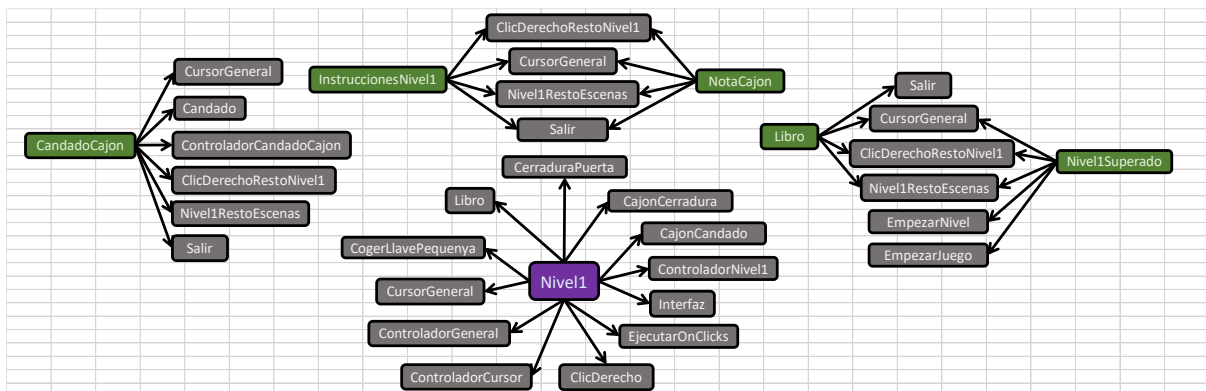 ClicDerechoRestoNivel1
CursorGeneral
InstruccionesNivel1
NotaCajon
Nivel1RestoEscenas
Salir
CursorGeneral
Candado
CandadoCajon
ControladorCandadoCajon
ClicDerechoRestoNivel1
Nivel1RestoEscenas
Salir
Salir
CursorGeneral
Libro
ClicDerechoRestoNivel1
Nivel1Superado
Nivel1RestoEscenas
EmpezarNivel
EmpezarJuego
CerraduraPuerta
Libro
CajonCerradura
CajonCandado
CogerLlavePequenya
ControladorNivel1
Nivel1
CursorGeneral
Interfaz
ControladorGeneral
EjecutarOnClicks
ControladorCursor
ClicDerecho